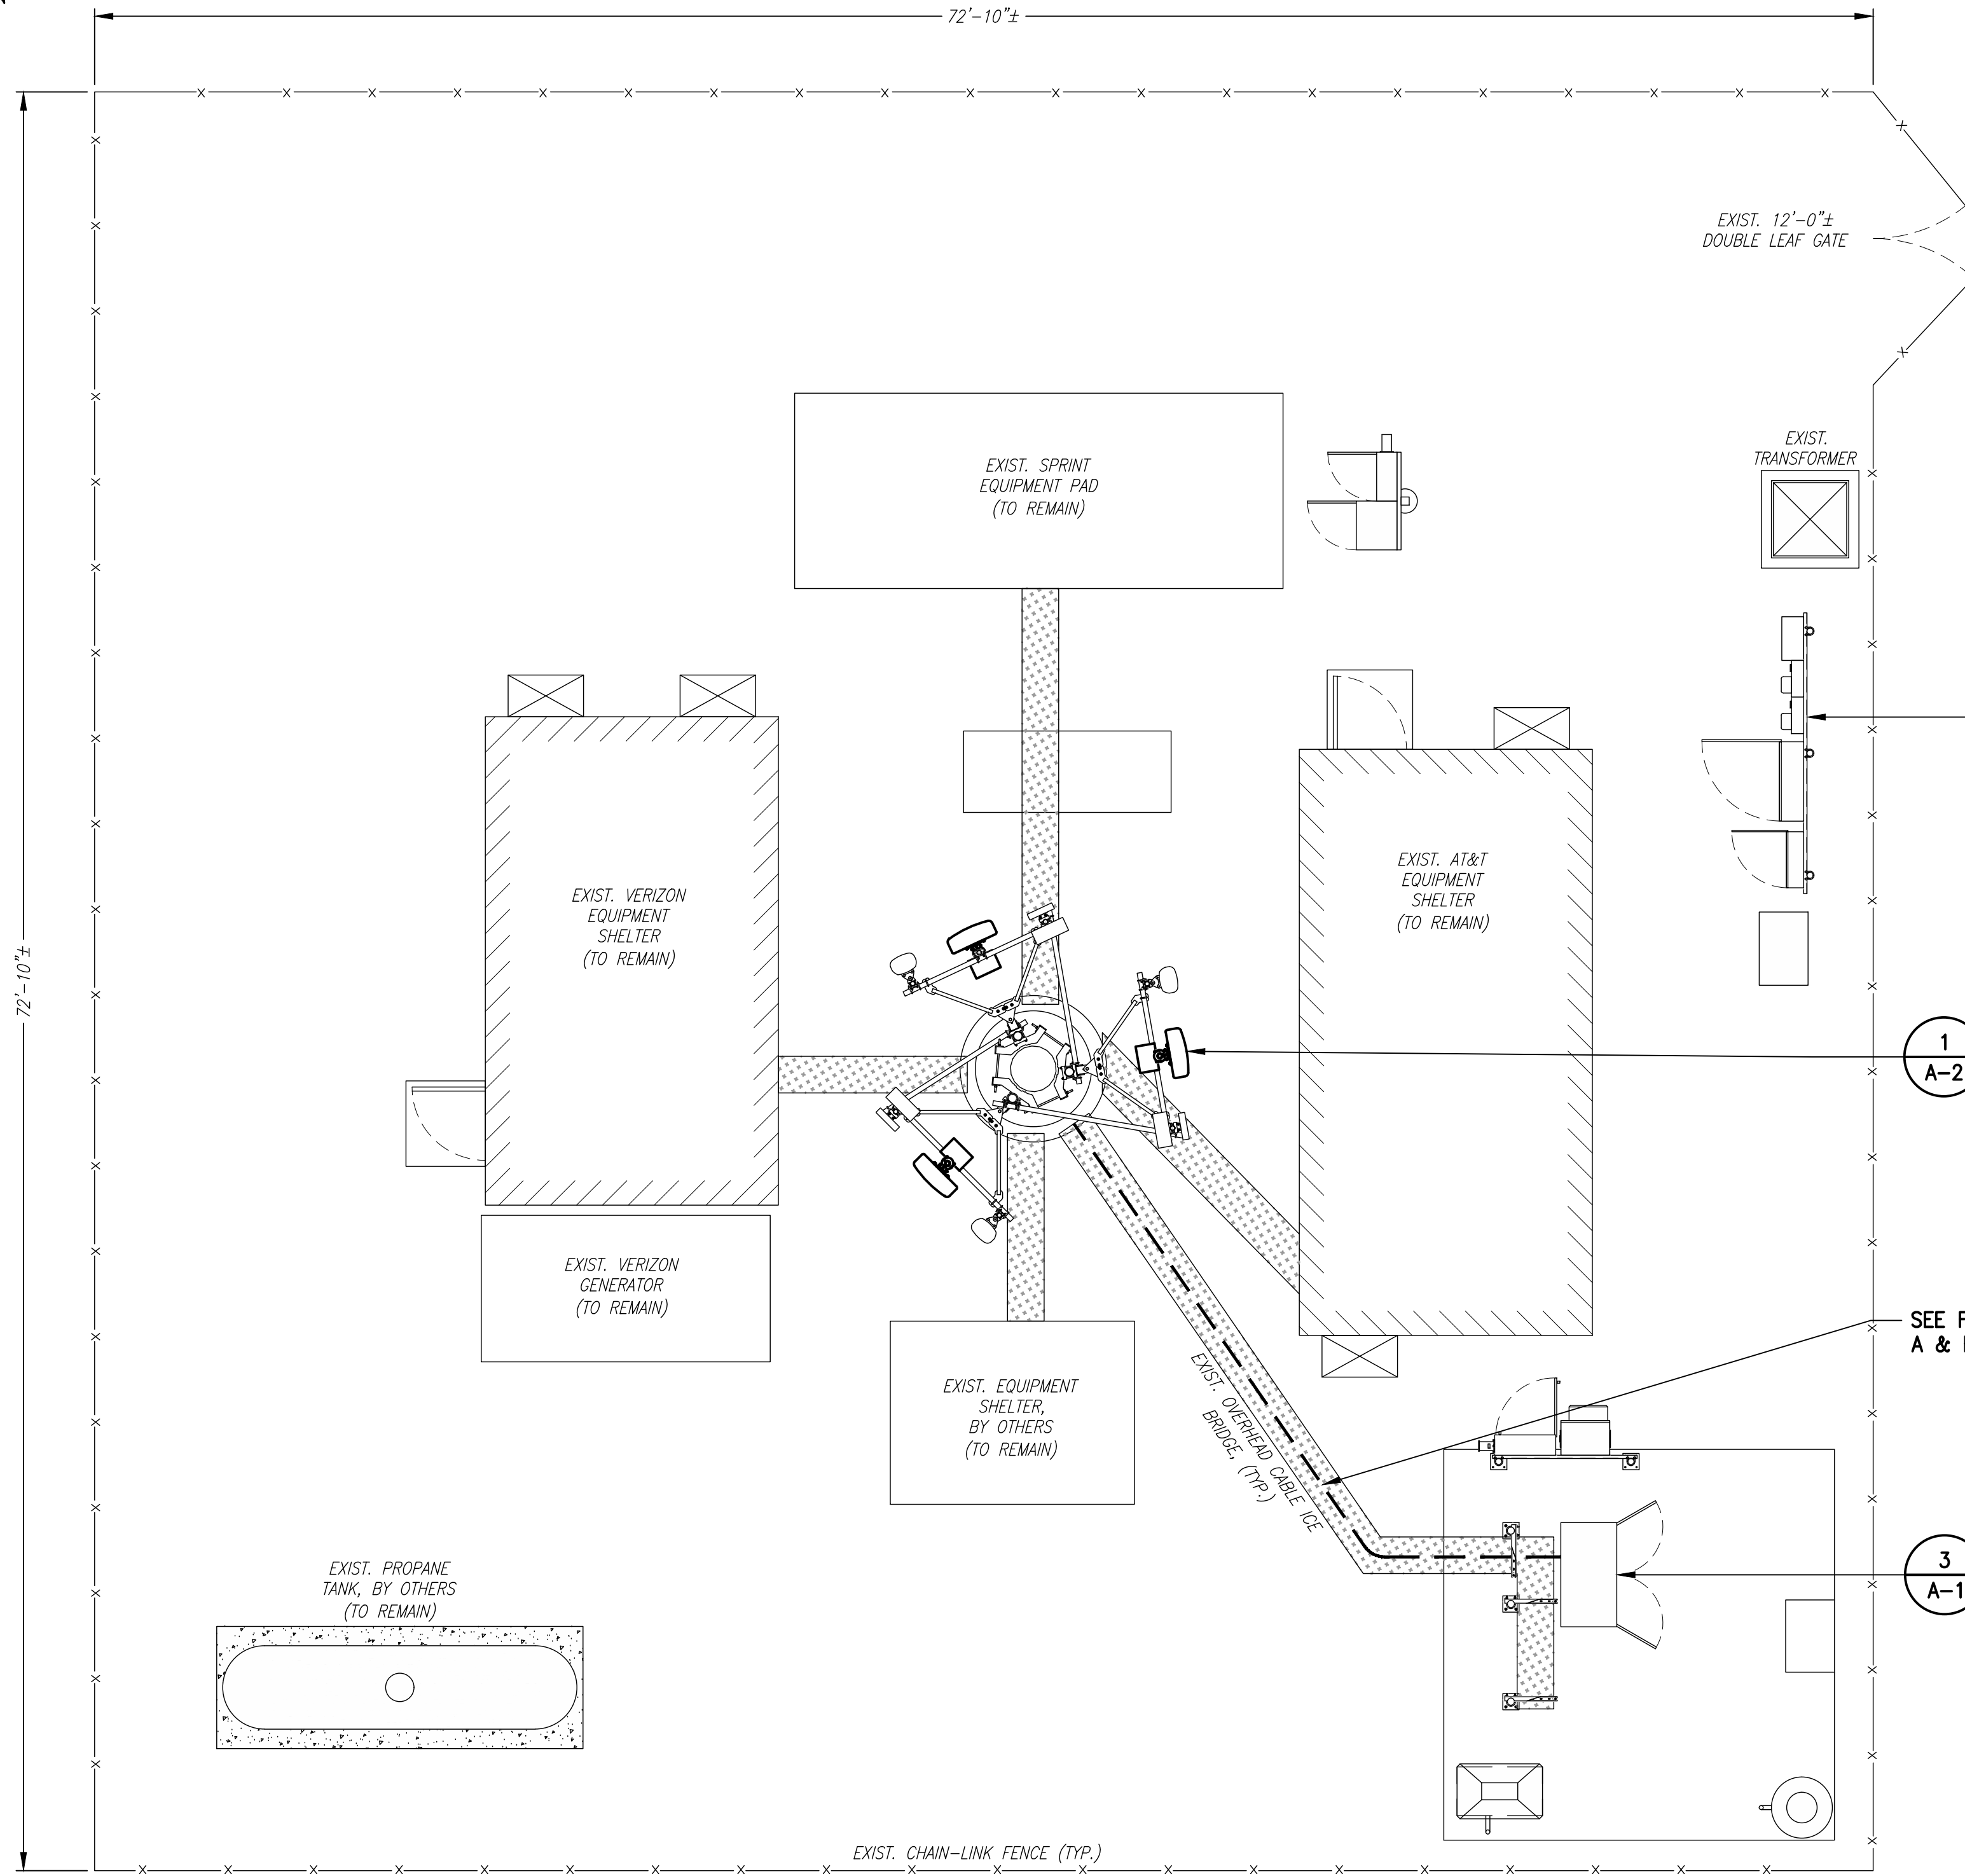 72'-10"±
EXIST. 12'-0"±
DOUBLE LEAF GATE
EXIST.
TRANSFORMER
EXIST. SPRINT
EQUIPMENT PAD
(TO REMAIN)
EXIST. AT&T
EQUIPMENT
SHELTER
(TO REMAIN)
EXIST. VERIZON
EQUIPMENT
SHELTER
(TO REMAIN)
72'-10"±
1
A-2
EXIST. VERIZON
GENERATOR
(TO REMAIN)
SEE
A &
EXIST. EQUIPMENT
SHELTER,
BY OTHERS
(TO REMAIN)
EXIST. OVERHEAD CABLE ICE
BRIDGE, (TYP.)
3
A-1
EXIST. PROPANE
TANK, BY OTHERS
(TO REMAIN)
EXIST. CHAIN-LINK FENCE (TYP.)